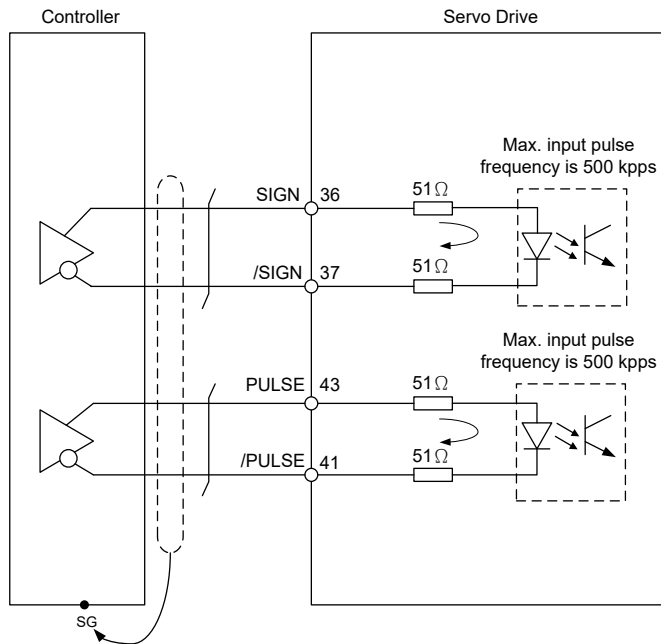 Controller
Servo Drive
Max. input pulse
frequency is 500 kpps
SIGN 36
51Ω
/SIGN 37
51Ω
Max. input pulse
frequency is 500 kpps
PULSE 43
51Ω
/PULSE 41
51Ω
SG